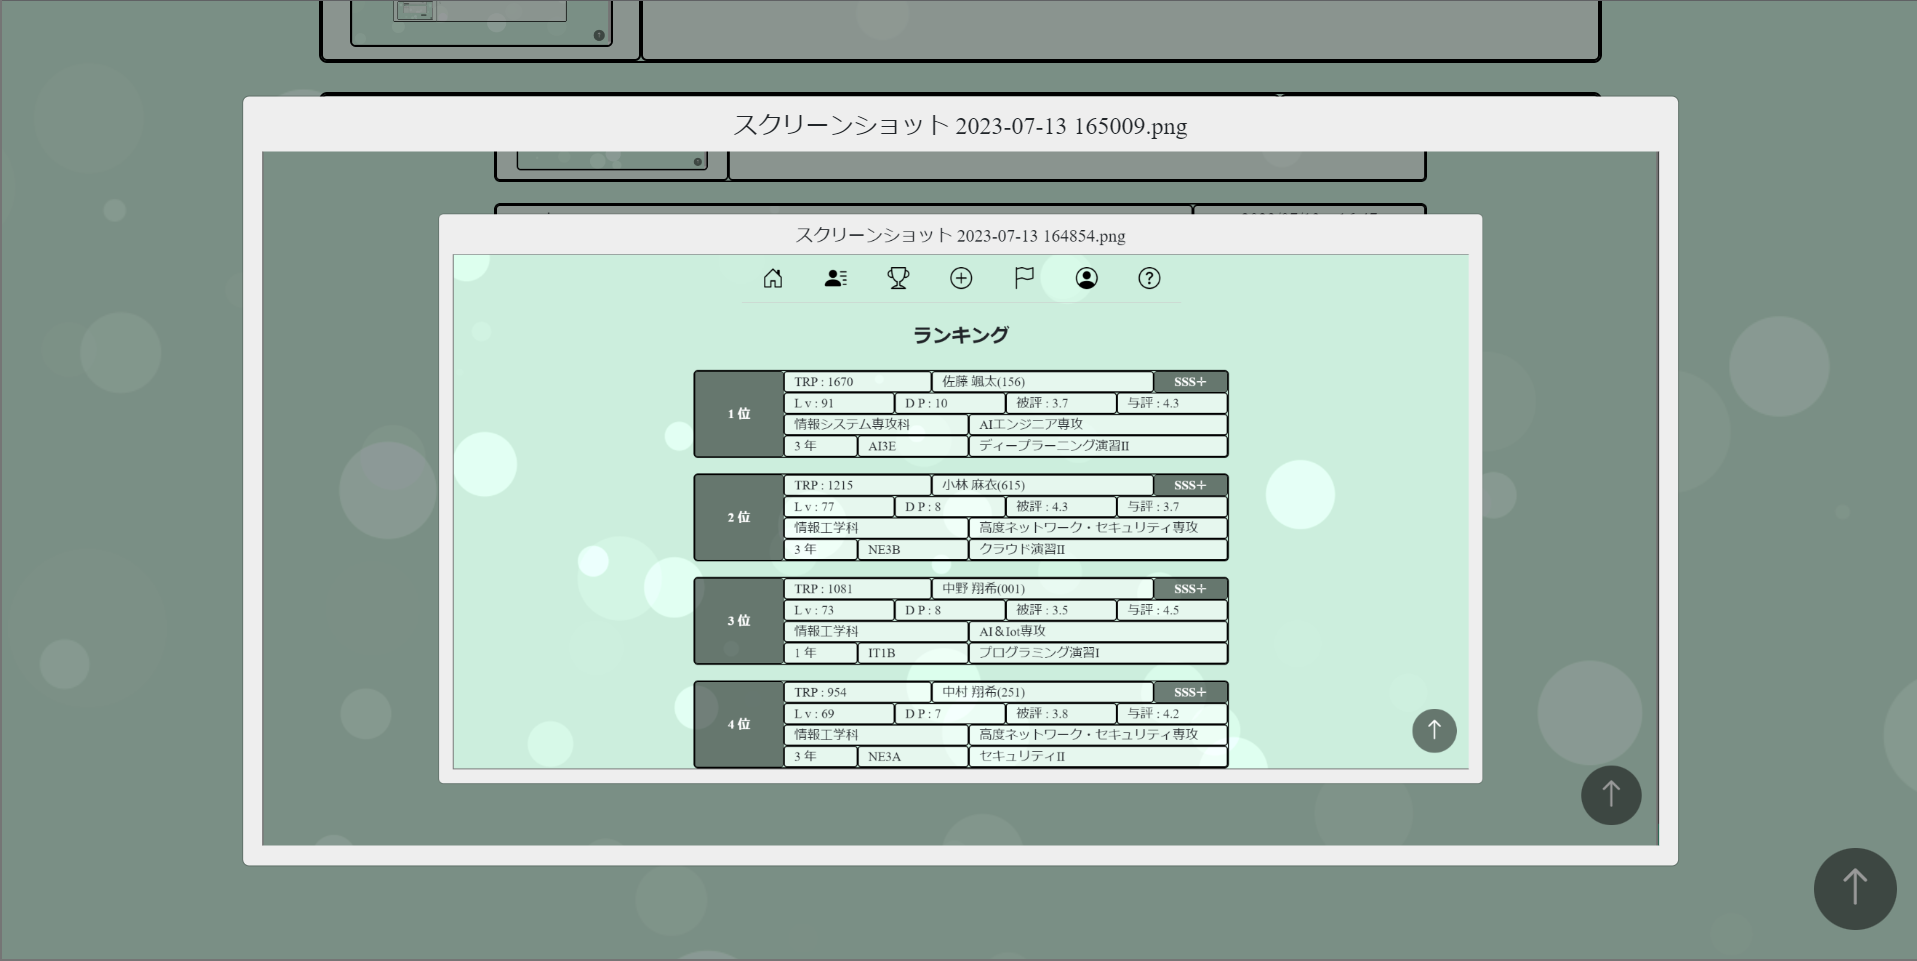 スクリーンショット 2023-07-13 165009.png
スクリーンショット 2023-07-13 164854.png
ランキング
1 位
TRP : 1670 佐藤 颯太(156) SSS＋
L v : 91 D P : 10 被評 : 3.7 与評 : 4.3
情報システム専攻科 AIエンジニア専攻
3 年 AI3E ディープラーニング演習II
2 位
TRP : 1215 小林 麻衣(615) SSS＋
L v : 77 D P : 8 被評 : 4.3 与評 : 3.7
情報工学科 高度ネットワーク・セキュリティ専攻
3 年 NE3B クラウド演習II
3 位
TRP : 1081 中野 翔希(001) SSS＋
L v : 73 D P : 8 被評 : 3.5 与評 : 4.5
情報工学科 AI＆Iot専攻
1 年 IT1B プログラミング演習I
4 位
TRP : 954 中村 翔希(251) SSS＋
L v : 69 D P : 7 被評 : 3.8 与評 : 4.2
情報工学科 高度ネットワーク・セキュリティ専攻
3 年 NE3A セキュリティII